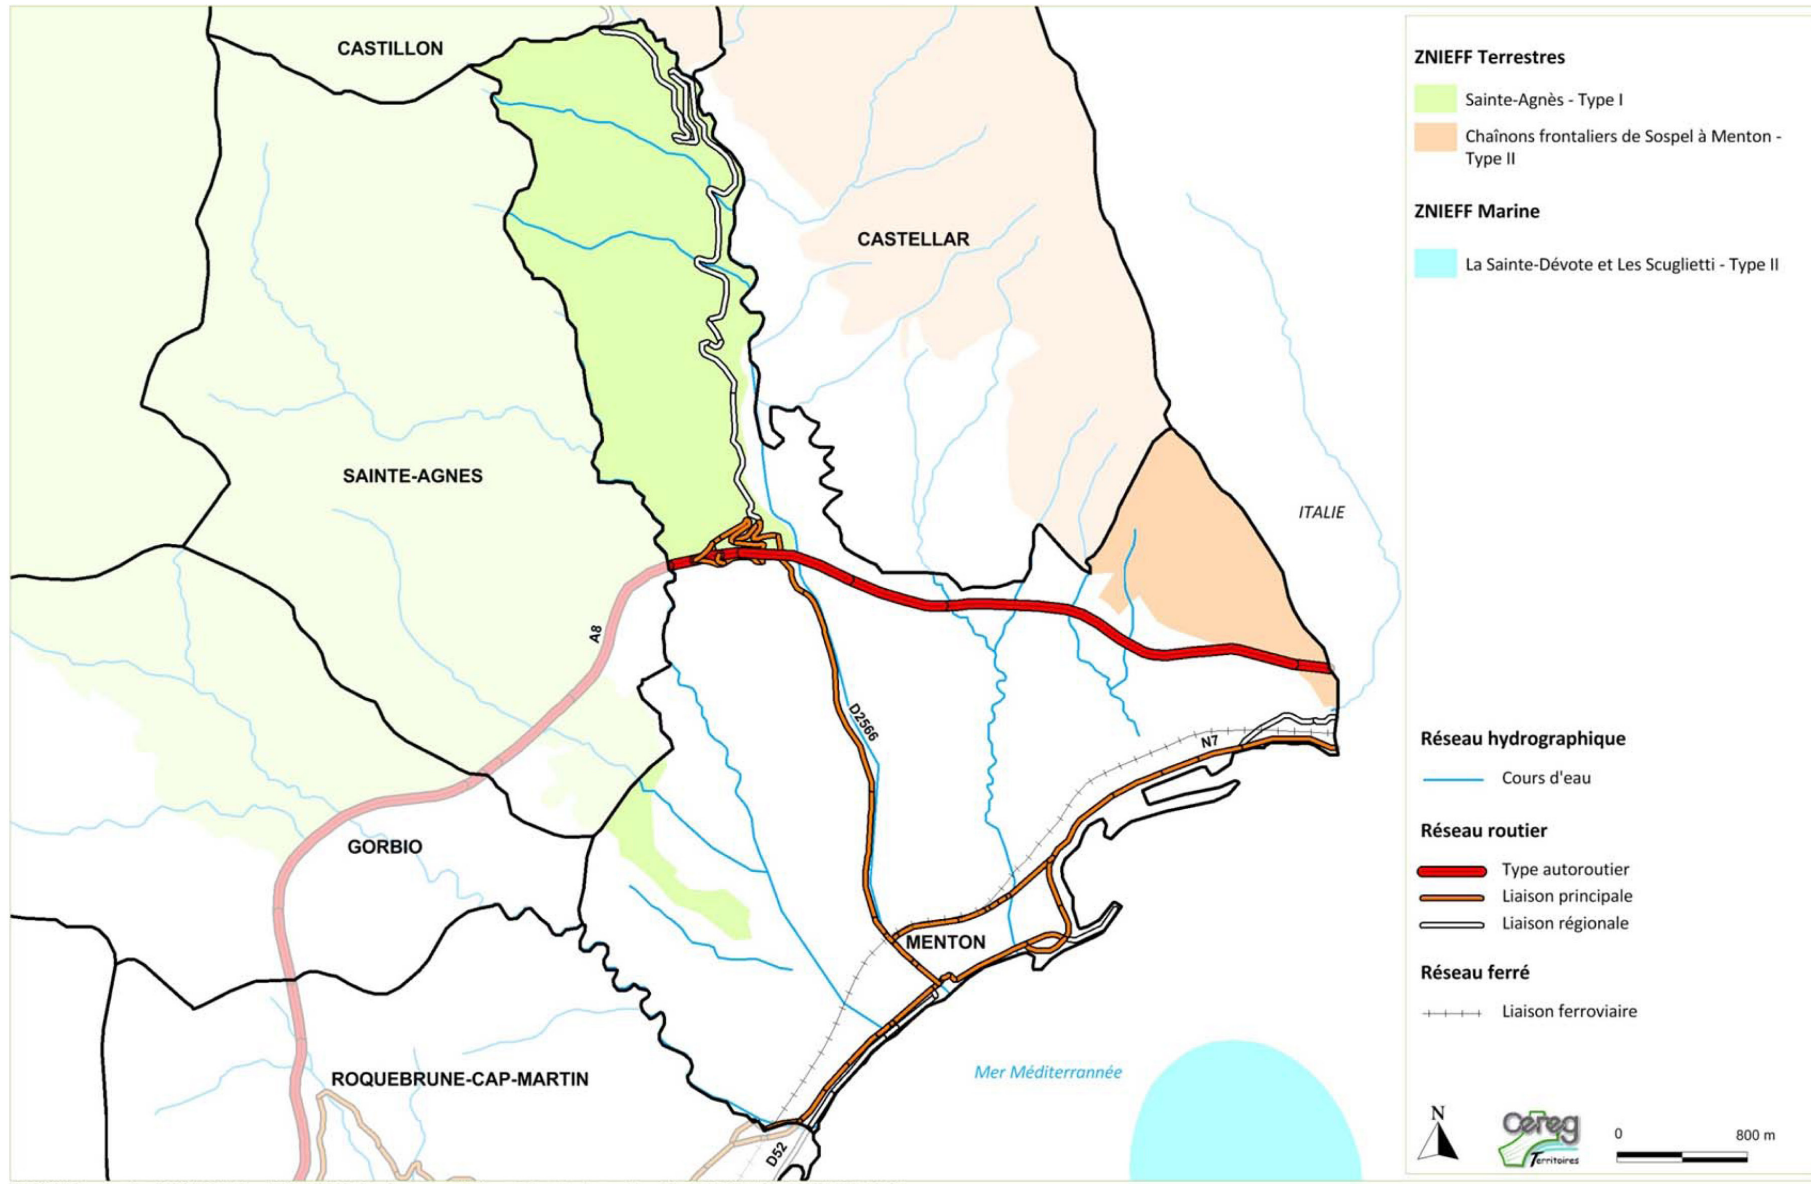 CASTILLON
CASTELLAR
SAINTE-AGNES
ITALIE
A8
D2566
N7
GORBIO
MENTON
Mer Méditerrannée
ROQUEBRUNE-CAP-MARTIN
D52
ZNIEFF Terrestres
Sainte-Agnès - Type I
Chaînons frontaliers de Sospel à Menton -
Type II
ZNIEFF Marine
La Sainte-Dévote et Les Scuglietti - Type II
Réseau hydrographique
Cours d'eau
Réseau routier
Type autoroutier
Liaison principale
Liaison régionale
Réseau ferré
Liaison ferroviaire
N
Cereg
Territoires
0 800 m